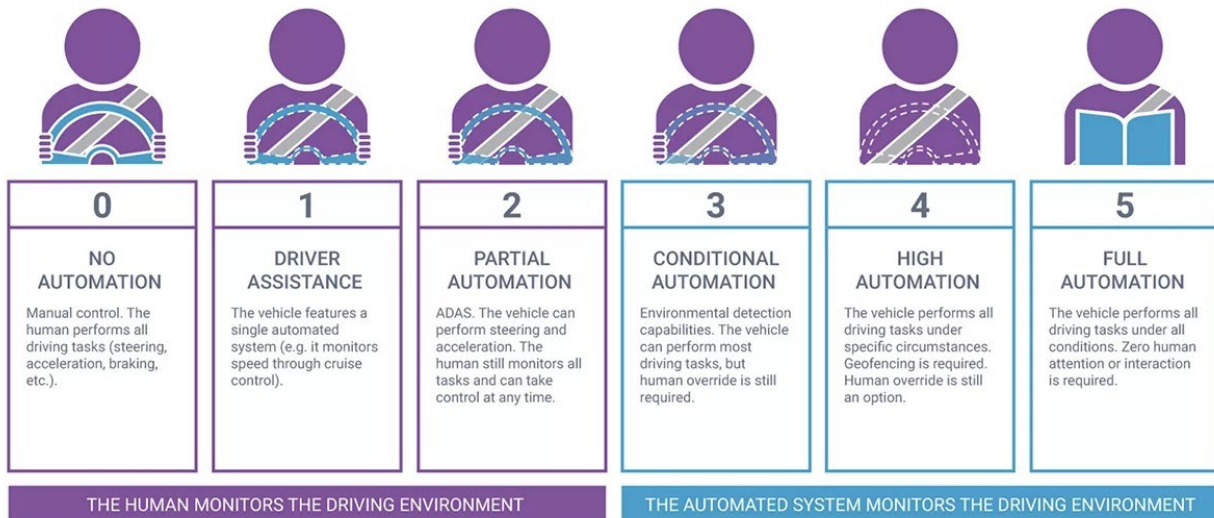 0
NO
AUTOMATION
Manual control. The
human performs all
driving tasks (steering,
acceleration, braking,
etc.).
1
DRIVER
ASSISTANCE
The vehicle features a
single automated
system (e.g. it monitors
speed through cruise
control).
2
PARTIAL
AUTOMATION
ADAS. The vehicle can
perform steering and
acceleration. The
human still monitors all
tasks and can take
control at any time.
3
CONDITIONAL
AUTOMATION
Environmental detection
capabilities. The vehicle
can perform most
driving tasks, but
human override is still
required.
4
HIGH
AUTOMATION
The vehicle performs all
driving tasks under
specific circumstances.
Geofencing is required.
Human override is still
an option.
5
FULL
AUTOMATION
The vehicle performs all
driving tasks under all
conditions. Zero human
attention or interaction
is required.
THE HUMAN MONITORS THE DRIVING ENVIRONMENT
THE AUTOMATED SYSTEM MONITORS THE DRIVING ENVIRONMENT